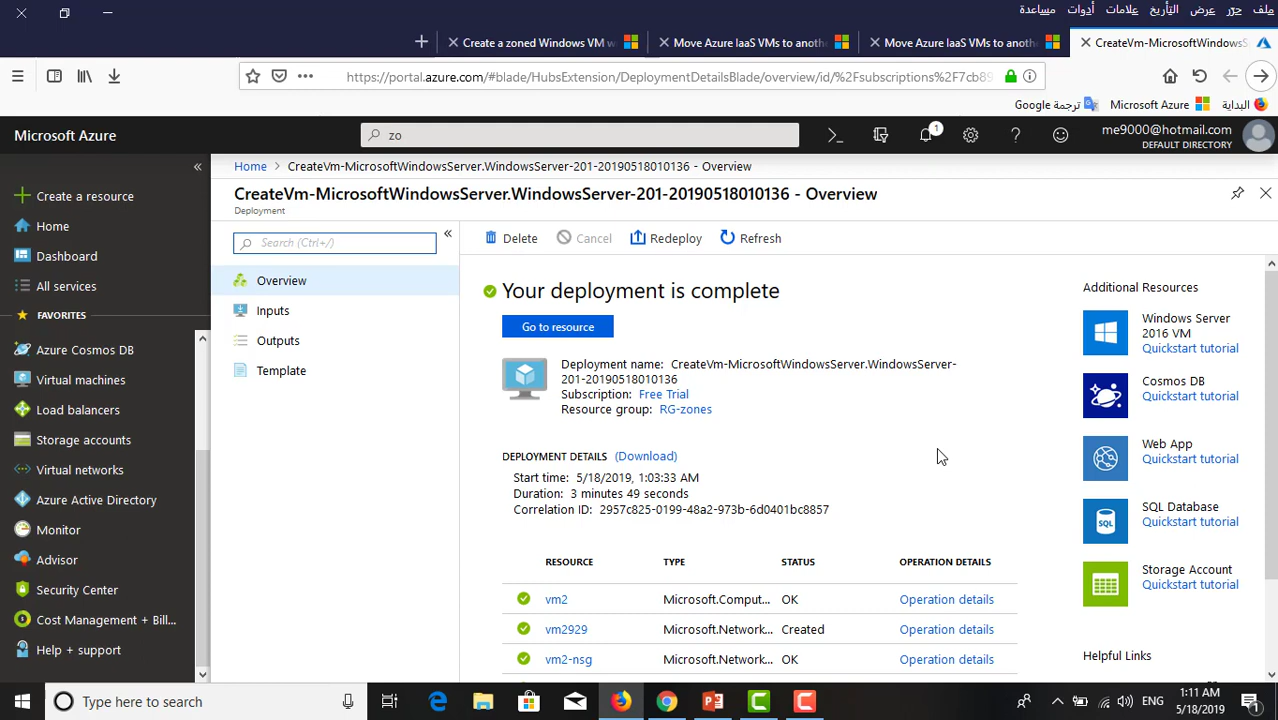 ملف حرّر عرض التأريخ علامات أدوات مساعدة
Create a zoned Windows VM w
Move Azure IaaS VMs to anoth
Move Azure IaaS VMs to anoth
CreateVm-MicrosoftWindowsS
https://portal.azure.com/#blade/HubsExtension/DeploymentDetailsBlade/overview/id/%2Fsubscriptions%2F7cb89
البداية Microsoft Azure ترجمة Google
Microsoft Azure
zo
1
me9000@hotmail.com
DEFAULT DIRECTORY
Create a resource
Home
Dashboard
All services
FAVORITES
Azure Cosmos DB
Virtual machines
Load balancers
Storage accounts
Virtual networks
Azure Active Directory
Monitor
Advisor
Security Center
Cost Management + Bill...
Help + support
Home > CreateVm-MicrosoftWindowsServer.WindowsServer-201-20190518010136 - Overview
CreateVm-MicrosoftWindowsServer.WindowsServer-201-20190518010136 - Overview
Deployment
Search (Ctrl+/)
Overview
Inputs
Outputs
Template
Delete Cancel Redeploy Refresh
Your deployment is complete
Go to resource
Deployment name: CreateVm-MicrosoftWindowsServer.WindowsServer-
201-20190518010136
Subscription: Free Trial
Resource group: RG-zones
DEPLOYMENT DETAILS (Download)
Start time: 5/18/2019, 1:03:33 AM
Duration: 3 minutes 49 seconds
Correlation ID: 2957c825-0199-48a2-973b-6d0401bc8857
RESOURCE TYPE STATUS OPERATION DETAILS
vm2 Microsoft.Comput... OK Operation details
vm2929 Microsoft.Network... Created Operation details
vm2-nsg Microsoft.Network... OK Operation details
Additional Resources
Windows Server
2016 VM
Quickstart tutorial
Cosmos DB
Quickstart tutorial
Web App
Quickstart tutorial
SQL Database
Quickstart tutorial
Storage Account
Quickstart tutorial
Helpful Links
Type here to search
ENG
1:11 AM
5/18/2019
1